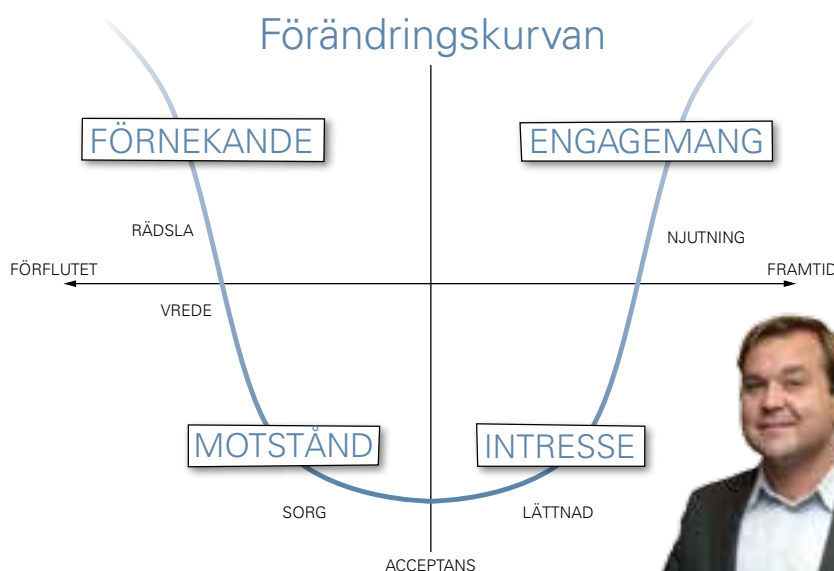 Förändringskurvan
FÖRNEKANDE
ENGAGEMANG
RÄDSLA
NJUTNING
FÖRFLUTET
FRAMTID
VREDE
MOTSTÅND
INTRESSE
SORG
LÄTTNAD
ACCEPTANS